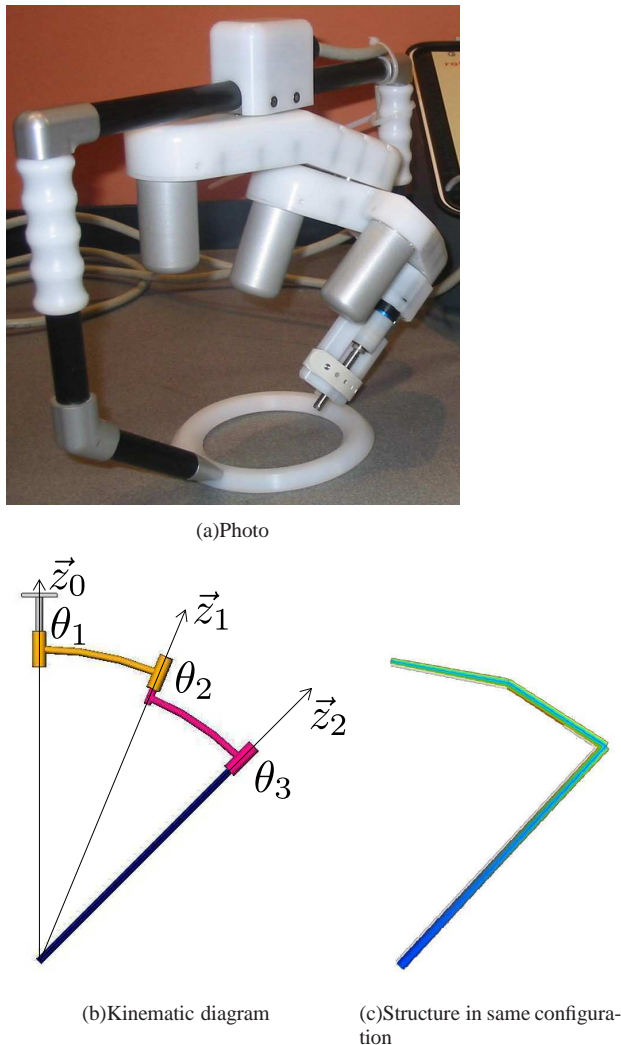 (a)Photo
z⃗0
θ1
z⃗1
θ2
z⃗2
θ3
(b)Kinematic diagram
(c)Structure in same configura-
tion